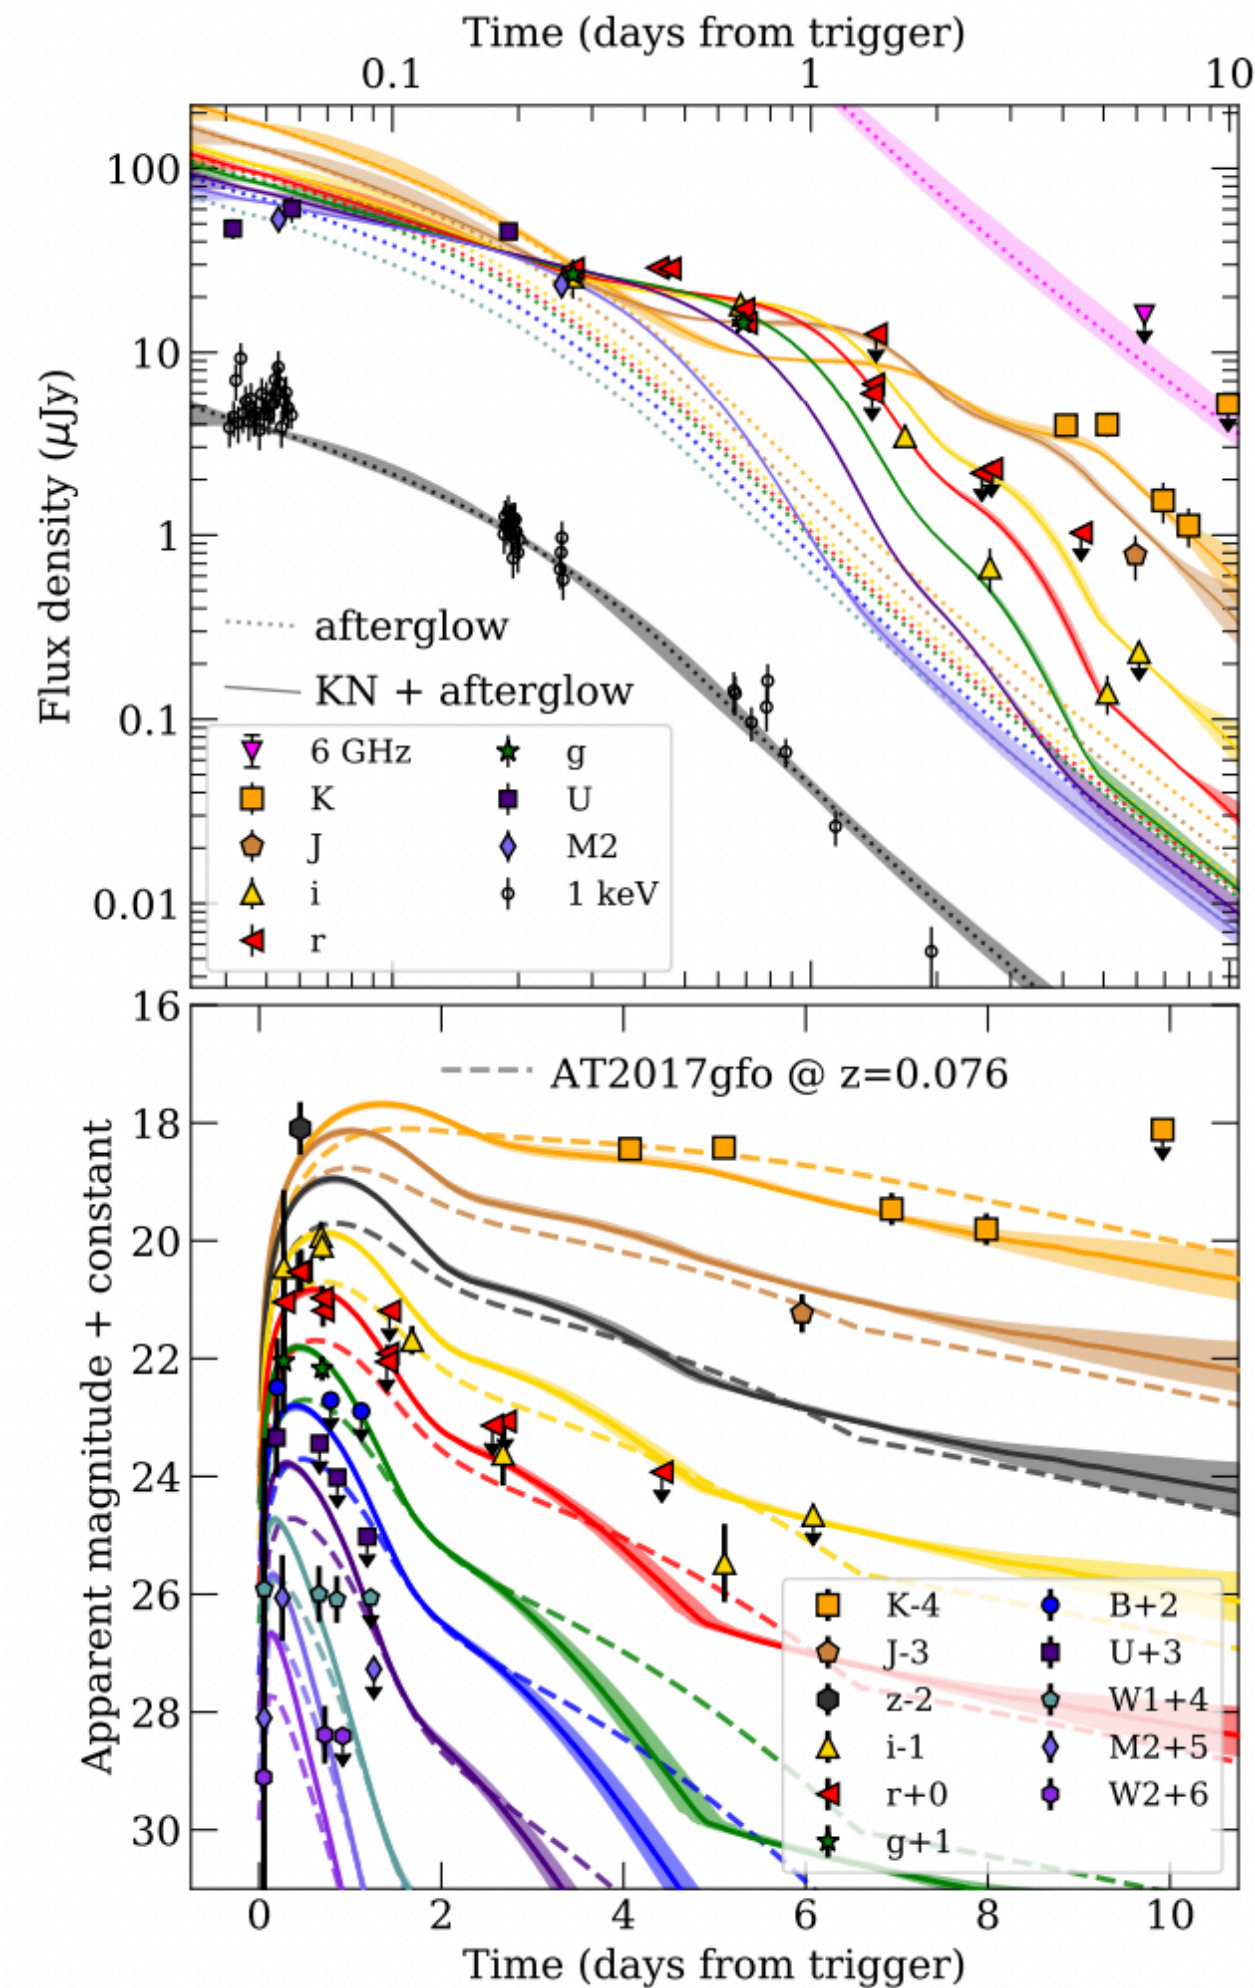 Time (days from trigger)
0.1 1 10
100
10
1
0.1
0.01
Flux density (μJy)
afterglow
KN + afterglow
6 GHz g
K U
J M2
i 1 keV
r
16
18
20
22
24
26
28
30
Apparent magnitude + constant
AT2017gfo @ z=0.076
K-4 B+2
J-3 U+3
z-2 W1+4
i-1 M2+5
r+0 W2+6
g+1
0 2 4 6 8 10
Time (days from trigger)